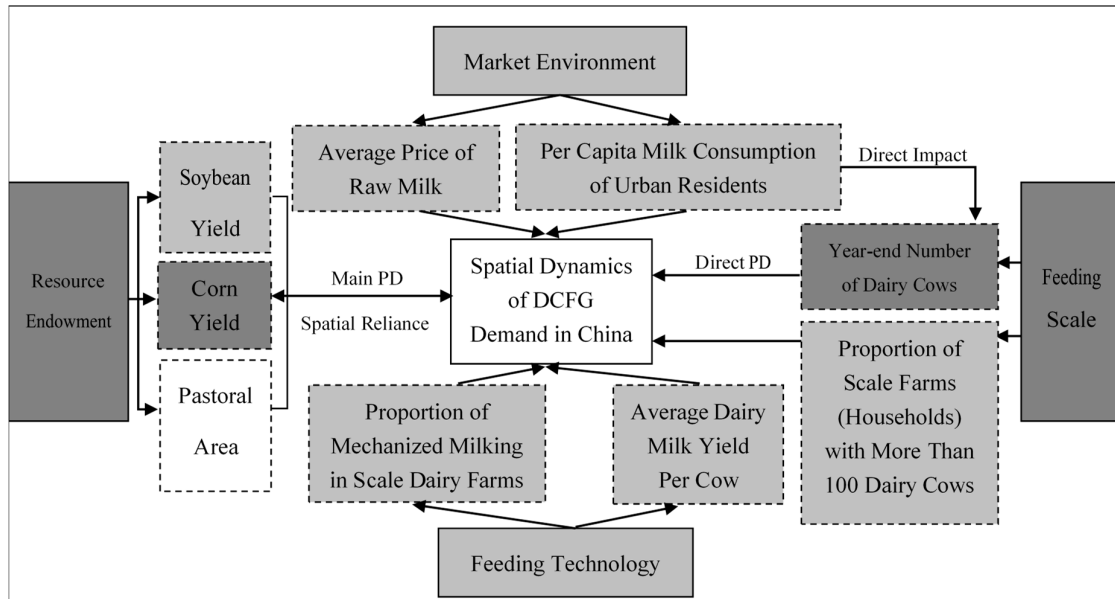 Market Environment
Average Price of
Raw Milk
Per Capita Milk Consumption
of Urban Residents
Direct Impact
Soybean
Yield
Resource
Endowment
Corn
Yield
Pastoral
Area
Main PD
Spatial Reliance
Spatial Dynamics
of DCFG
Demand in China
Direct PD
Year-end Number
of Dairy Cows
Feeding
Scale
Proportion of
Scale Farms
(Households)
with More Than
100 Dairy Cows
Proportion of
Mechanized Milking
in Scale Dairy Farms
Average Dairy
Milk Yield
Per Cow
Feeding Technology